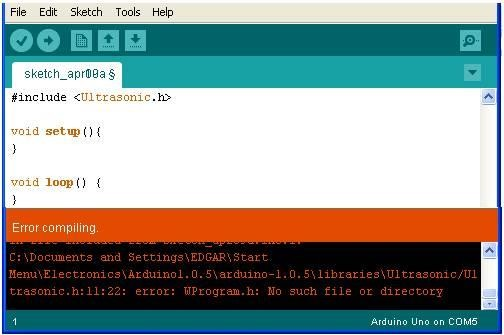 File Edit Sketch Tools Help
sketch_apr00a §
#include <Ultrasonic.h>
void setup(){
}
void loop() {
}
Error compiling.
C:\Documents and Settings\EDGAR\Start
Menu\Electronics\Arduino1.0.5\arduino-1.0.5\libraries\Ultrasonic/Ul
trasonic.h:11:22: error: WProgram.h: No such file or directory
1
Arduino Uno on COM5